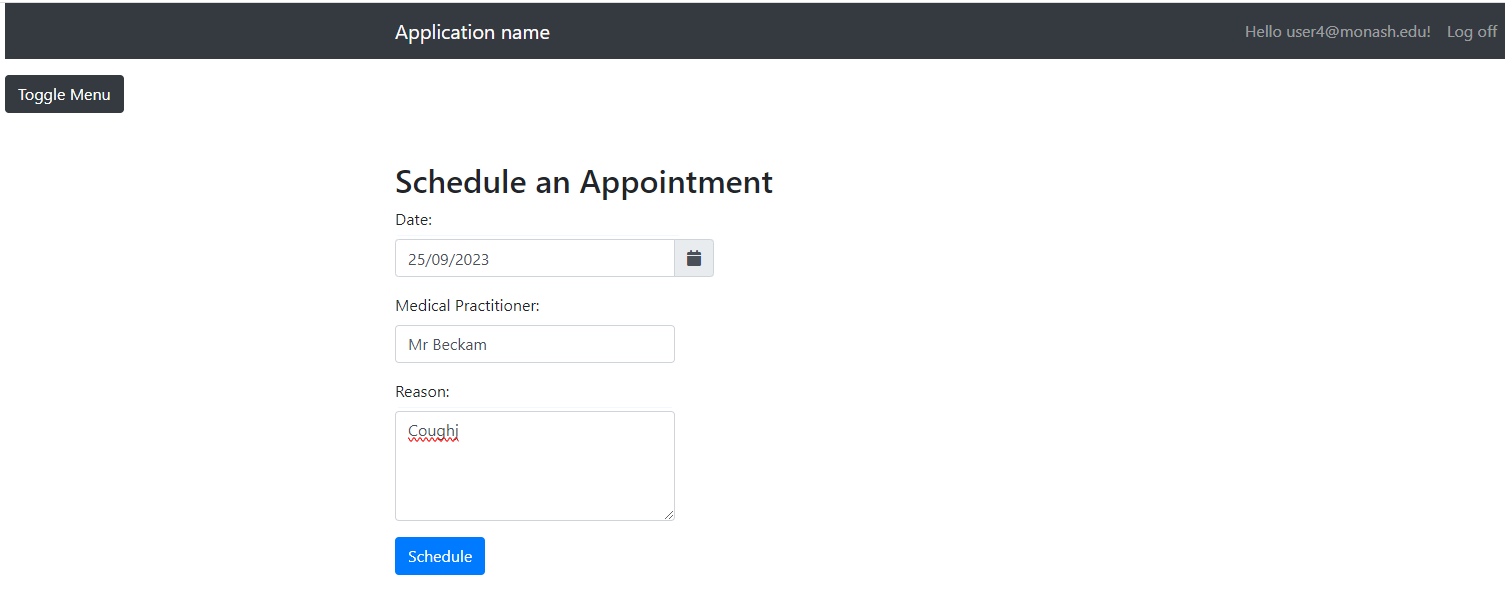 Application name
Hello user4@monash.edu! Log off
Toggle Menu
Schedule an Appointment
Date:
25/09/2023
Medical Practitioner:
Mr Beckam
Reason:
Coughj
Schedule